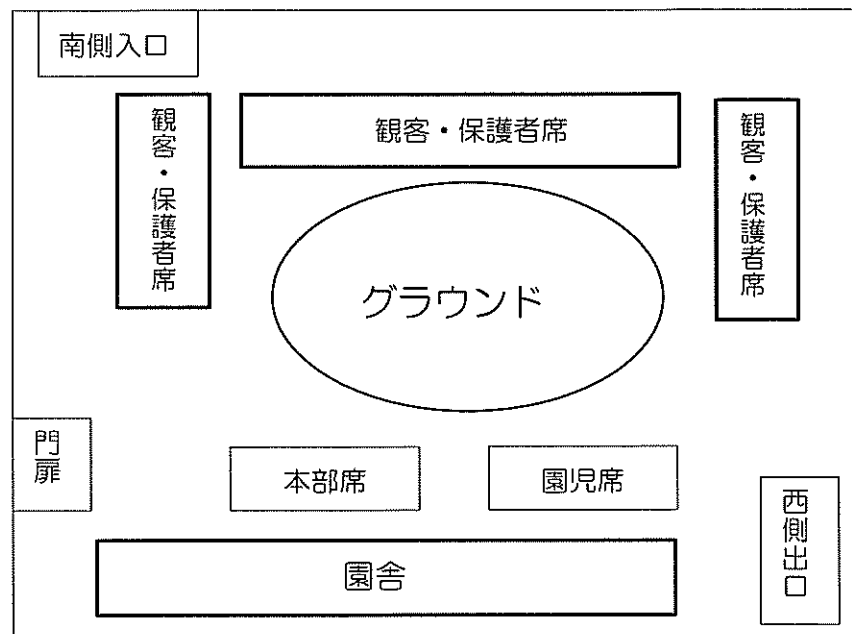 南側入口
観客・保護者席
観客・保護者席
観客・保護者席
グラウンド
門扉
本部席
園児席
西側出口
園舎